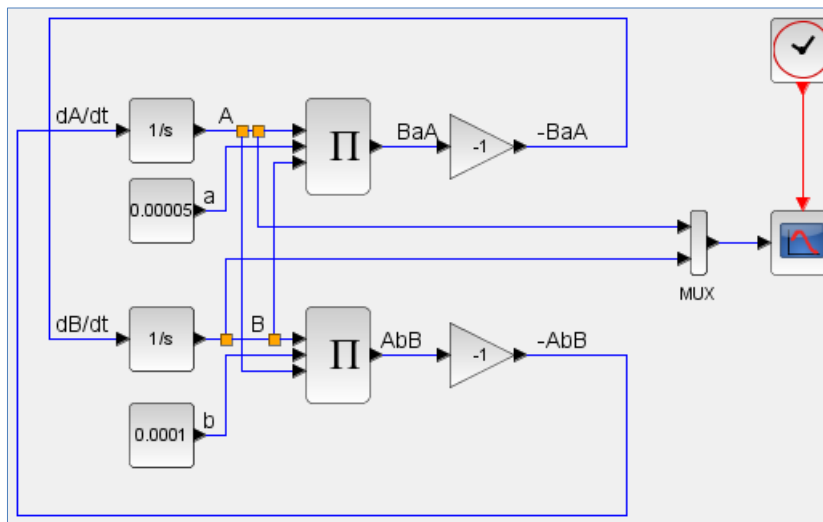 dA/dt
1/s
A
Π
BaA
-1
-BaA
0.00005
a
MUX
dB/dt
1/s
B
Π
AbB
-1
-AbB
0.0001
b